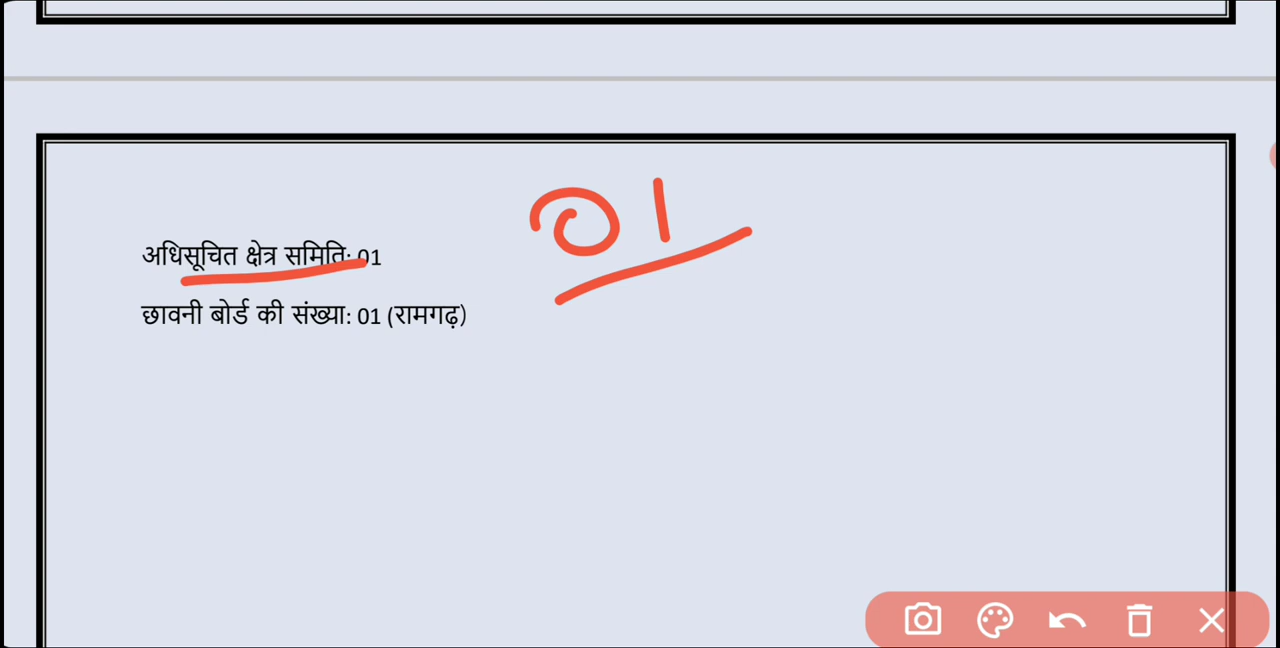 01
अधिसूचित क्षेत्र समिति: 01
छावनी बोर्ड की संख्या: 01 (रामगढ़)